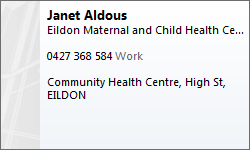 Janet Aldous
Eildon Maternal and Child Health Ce...
0427 368 584 Work
Community Health Centre, High St,
EILDON